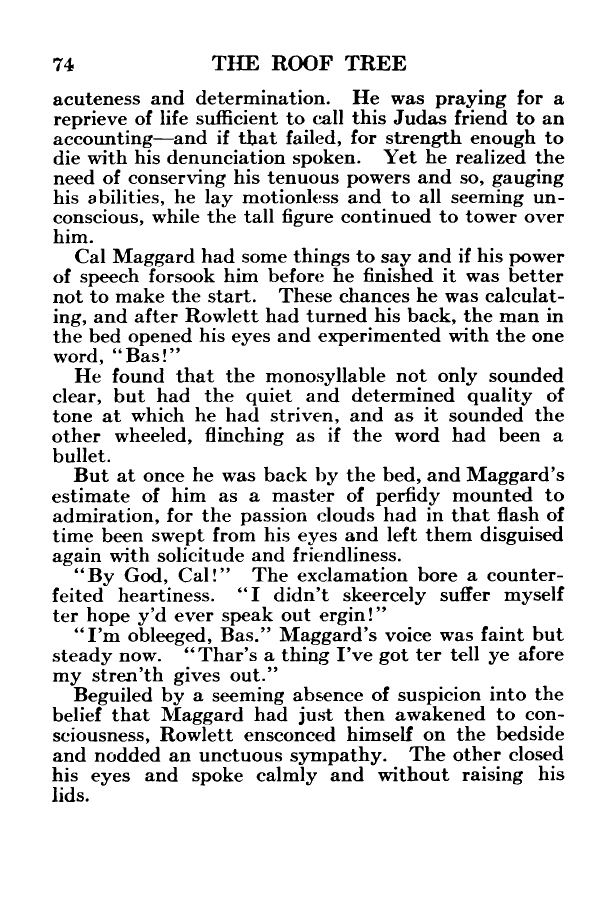 74 THE ROOF TREE
acuteness and determination. He was praying for a
reprieve of life sufficient to call this Judas friend to an
accounting—and if that failed, for strength enough to
die with his denunciation spoken. Yet he realized the
need of conserving his tenuous powers and so, gauging
his abilities, he lay motionless and to all seeming un-
conscious, while the tall figure continued to tower over
him.
Cal Maggard had some things to say and if his power
of speech forsook him before he finished it was better
not to make the start. These chances he was calculat-
ing, and after Rowlett had turned his back, the man in
the bed opened his eyes and experimented with the one
word, "Bas!"
He found that the monosyllable not only sounded
clear, but had the quiet and determined quality of
tone at which he had striven, and as it sounded the
other wheeled, flinching as if the word had been a
bullet.
But at once he was back by the bed, and Maggard's
estimate of him as a master of perfidy mounted to
admiration, for the passion clouds had in that flash of
time been swept from his eyes and left them disguised
again with solicitude and friendliness.
"By God, Cal!" The exclamation bore a counter-
feited heartiness. "I didn't skeercely suffer myself
ter hope y'd ever speak out ergin!"
"I'm obleeged, Bas." Maggard's voice was faint but
steady now. "Thar's a thing I've got ter tell ye afore
my stren'th gives out."
Beguiled by a seeming absence of suspicion into the
belief that Maggard had just then awakened to con-
sciousness, Rowlett ensconced himself on the bedside
and nodded an unctuous sympathy. The other closed
his eyes and spoke calmly and without raising his
lids.